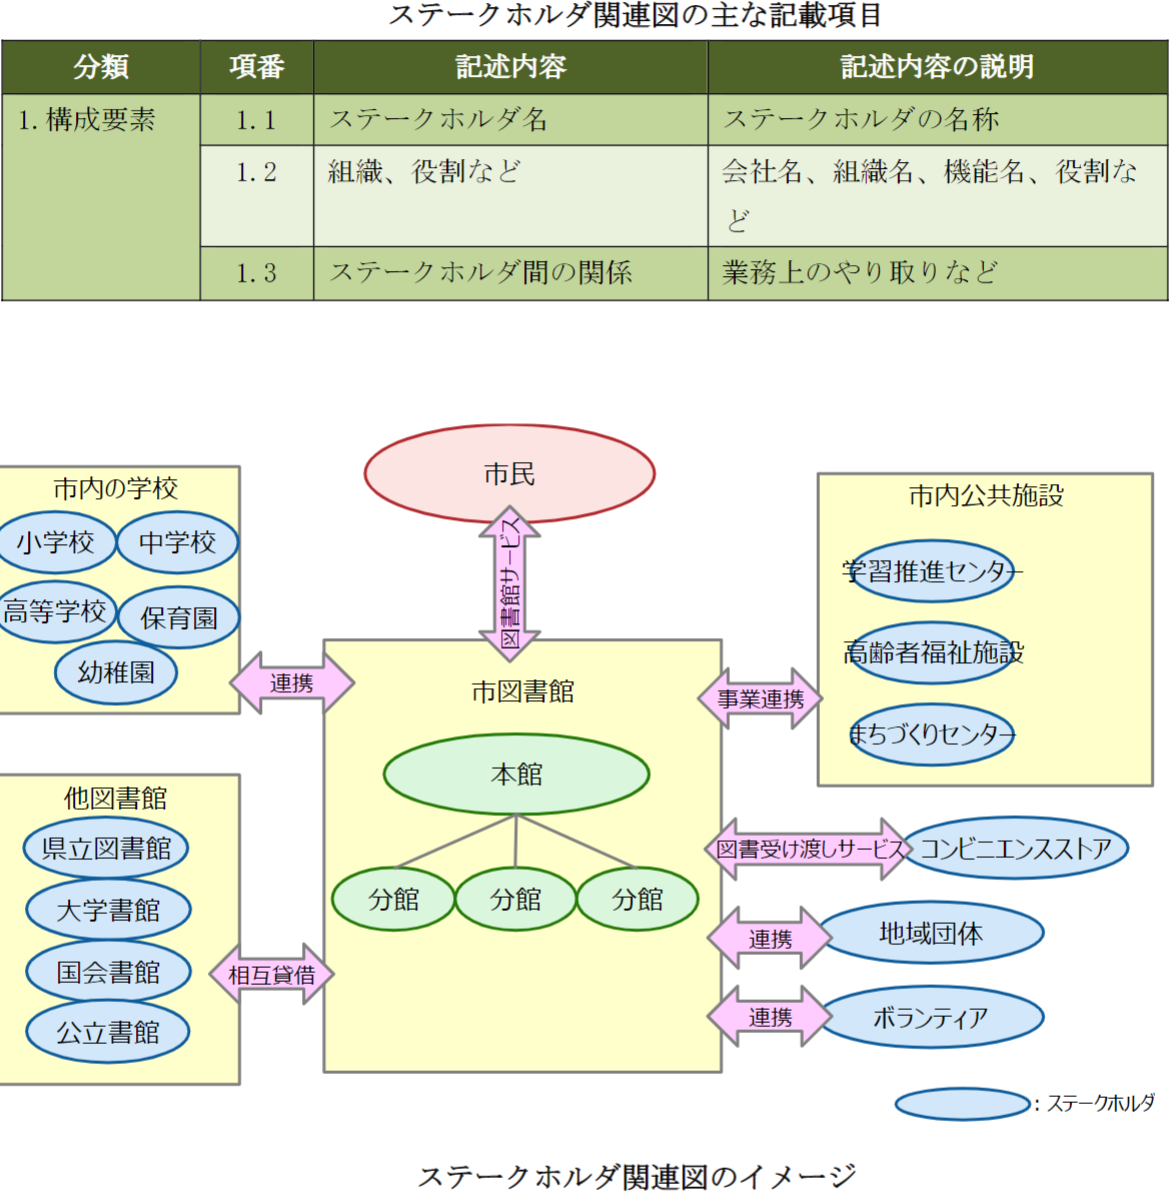 ステークホルダ関連図の主な記載項目
分類 項番 記述内容 記述内容の説明
1.構成要素 1.1 ステークホルダ名 ステークホルダの名称
1.2 組織、役割など 会社名、組織名、機能名、役割な
ど
1.3 ステークホルダ間の関係 業務上のやり取りなど
市民
図書館サービス
市内の学校
小学校 中学校
高等学校 保育園
幼稚園
連携
他図書館
県立図書館
大学書館
国会書館
公立書館
相互貸借
市図書館
本館
分館 分館 分館
事業連携
市内公共施設
学習推進センター
高齢者福祉施設
まちづくりセンター
図書受け渡しサービス
コンビニエンスストア
連携
地域団体
連携
ボランティア
：ステークホルダ
ステークホルダ関連図のイメージ